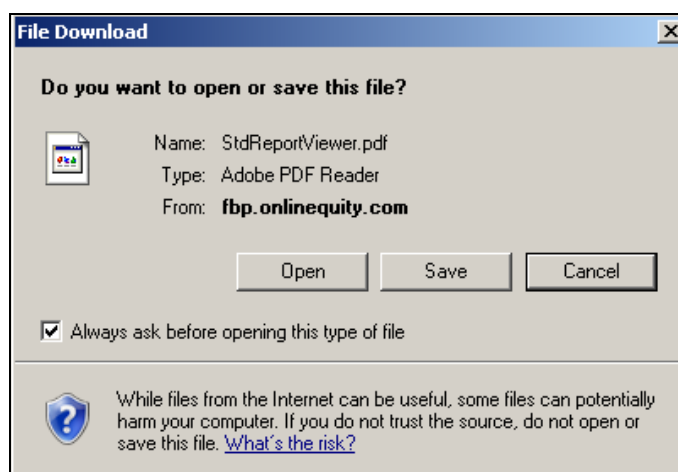 File Download
Do you want to open or save this file?
Name: StdReportViewer.pdf
Type: Adobe PDF Reader
From: fbp.onlinequity.com
Open Save Cancel
Always ask before opening this type of file
While files from the Internet can be useful, some files can potentially
harm your computer. If you do not trust the source, do not open or
save this file. What's the risk?